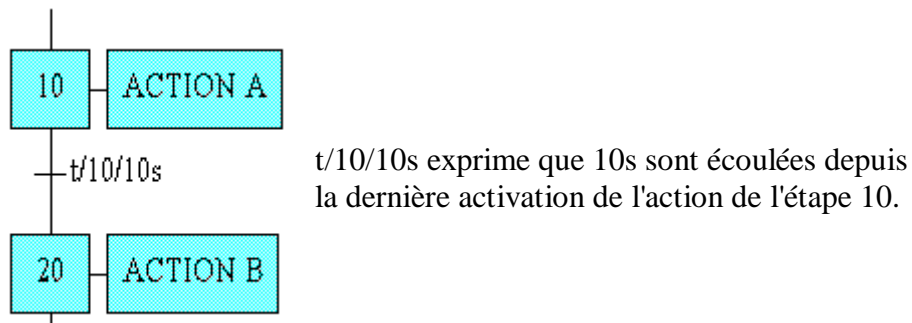 10 ACTION A
t/10/10s
t/10/10s exprime que 10s sont écoulées depuis
la dernière activation de l'action de l'étape 10.
20 ACTION B